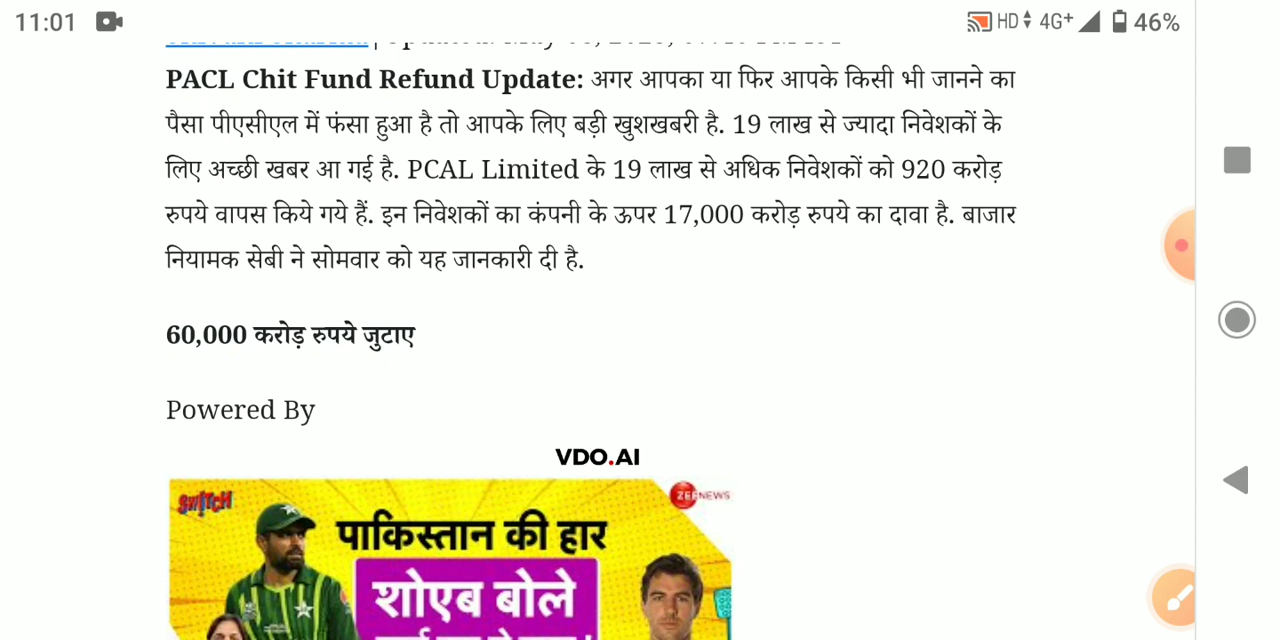 11:01 HD 4G+ 46%
PACL Chit Fund Refund Update: अगर आपका या फिर आपके किसी भी जानने का
पैसा पीएसीएल में फंसा हुआ है तो आपके लिए बड़ी खुशखबरी है. 19 लाख से ज्यादा निवेशकों के
लिए अच्छी खबर आ गई है. PCAL Limited के 19 लाख से अधिक निवेशकों को 920 करोड़
रुपये वापस किये गये हैं. इन निवेशकों का कंपनी के ऊपर 17,000 करोड़ रुपये का दावा है. बाजार
नियामक सेबी ने सोमवार को यह जानकारी दी है.
60,000 करोड़ रुपये जुटाए
Powered By
VDO.AI
SWITCH
ZEE NEWS
पाकिस्तान की हार
शोएब बोले